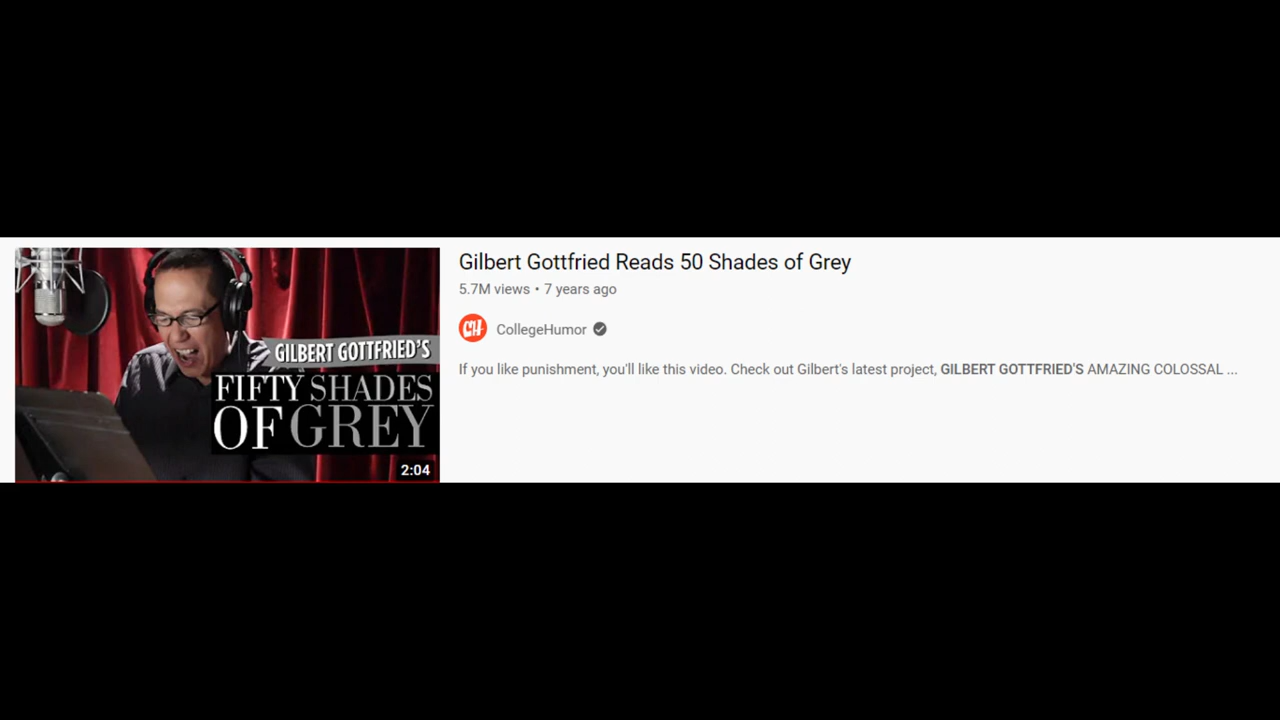 GILBERT GOTTFRIED'S
FIFTY SHADES
OF GREY
2:04
Gilbert Gottfried Reads 50 Shades of Grey
5.7M views • 7 years ago
CH CollegeHumor
If you like punishment, you'll like this video. Check out Gilbert's latest project, GILBERT GOTTFRIED'S AMAZING COLOSSAL ...